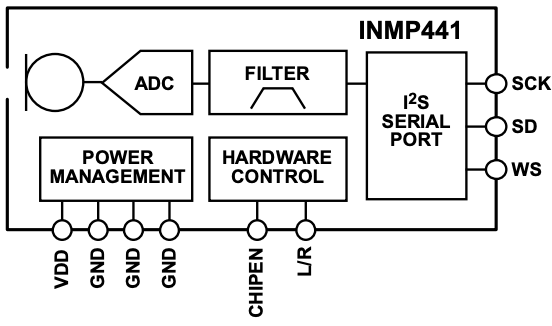 INMP441
ADC
FILTER
I²S
SERIAL
PORT
SCK
SD
WS
POWER
MANAGEMENT
HARDWARE
CONTROL
VDD
GND
GND
GND
CHIPEN
L/R